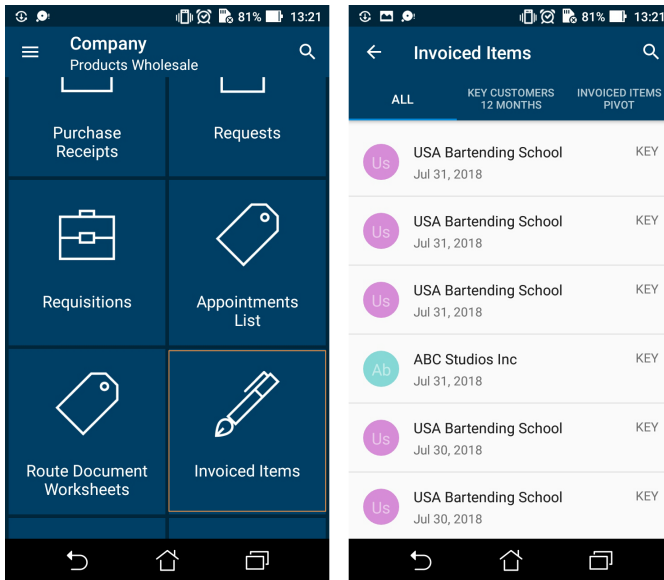 81% 13:21
Company
Products Wholesale
Purchase
Receipts
Requests
Requisitions
Appointments
List
Route Document
Worksheets
Invoiced Items
81% 13:21
Invoiced Items
ALL
KEY CUSTOMERS
12 MONTHS
INVOICED ITEMS
PIVOT
Us
USA Bartending School
KEY
Jul 31, 2018
Us
USA Bartending School
KEY
Jul 31, 2018
Us
USA Bartending School
KEY
Jul 31, 2018
Ab
ABC Studios Inc
KEY
Jul 31, 2018
Us
USA Bartending School
KEY
Jul 30, 2018
Us
USA Bartending School
KEY
Jul 30, 2018